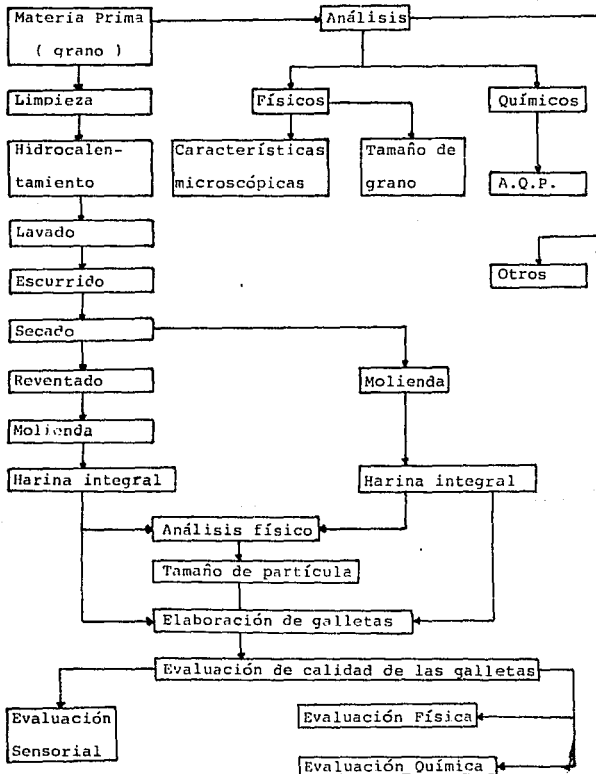 Materia Prima
( grano )
Análisis
Limpieza
Físicos
Químicos
Hidrocalen-
tamiento
Características
microscópicas
Tamaño de
grano
A.Q.P.
Lavado
Otros
Escurrido
Secado
Reventado
Molienda
Molienda
Harina integral
Harina integral
Análisis físico
Tamaño de partícula
Elaboración de galletas
Evaluación de calidad de las galletas
Evaluación
Sensorial
Evaluación Física
Evaluación Química